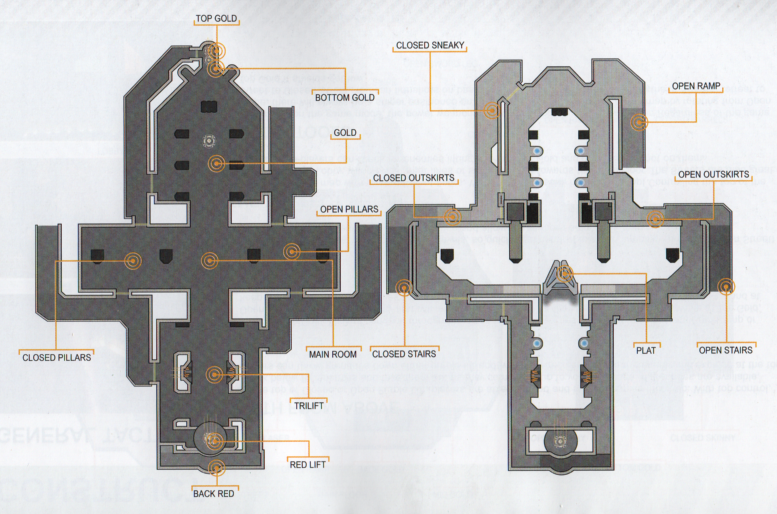 TOP GOLD
CLOSED SNEAKY
OPEN RAMP
BOTTOM GOLD
GOLD
CLOSED OUTSKIRTS
OPEN OUTSKIRTS
OPEN PILLARS
CLOSED PILLARS
MAIN ROOM
CLOSED STAIRS
PLAT
OPEN STAIRS
TRILIFT
RED LIFT
BACK RED
GENERAL TACT
CONSTRUCT